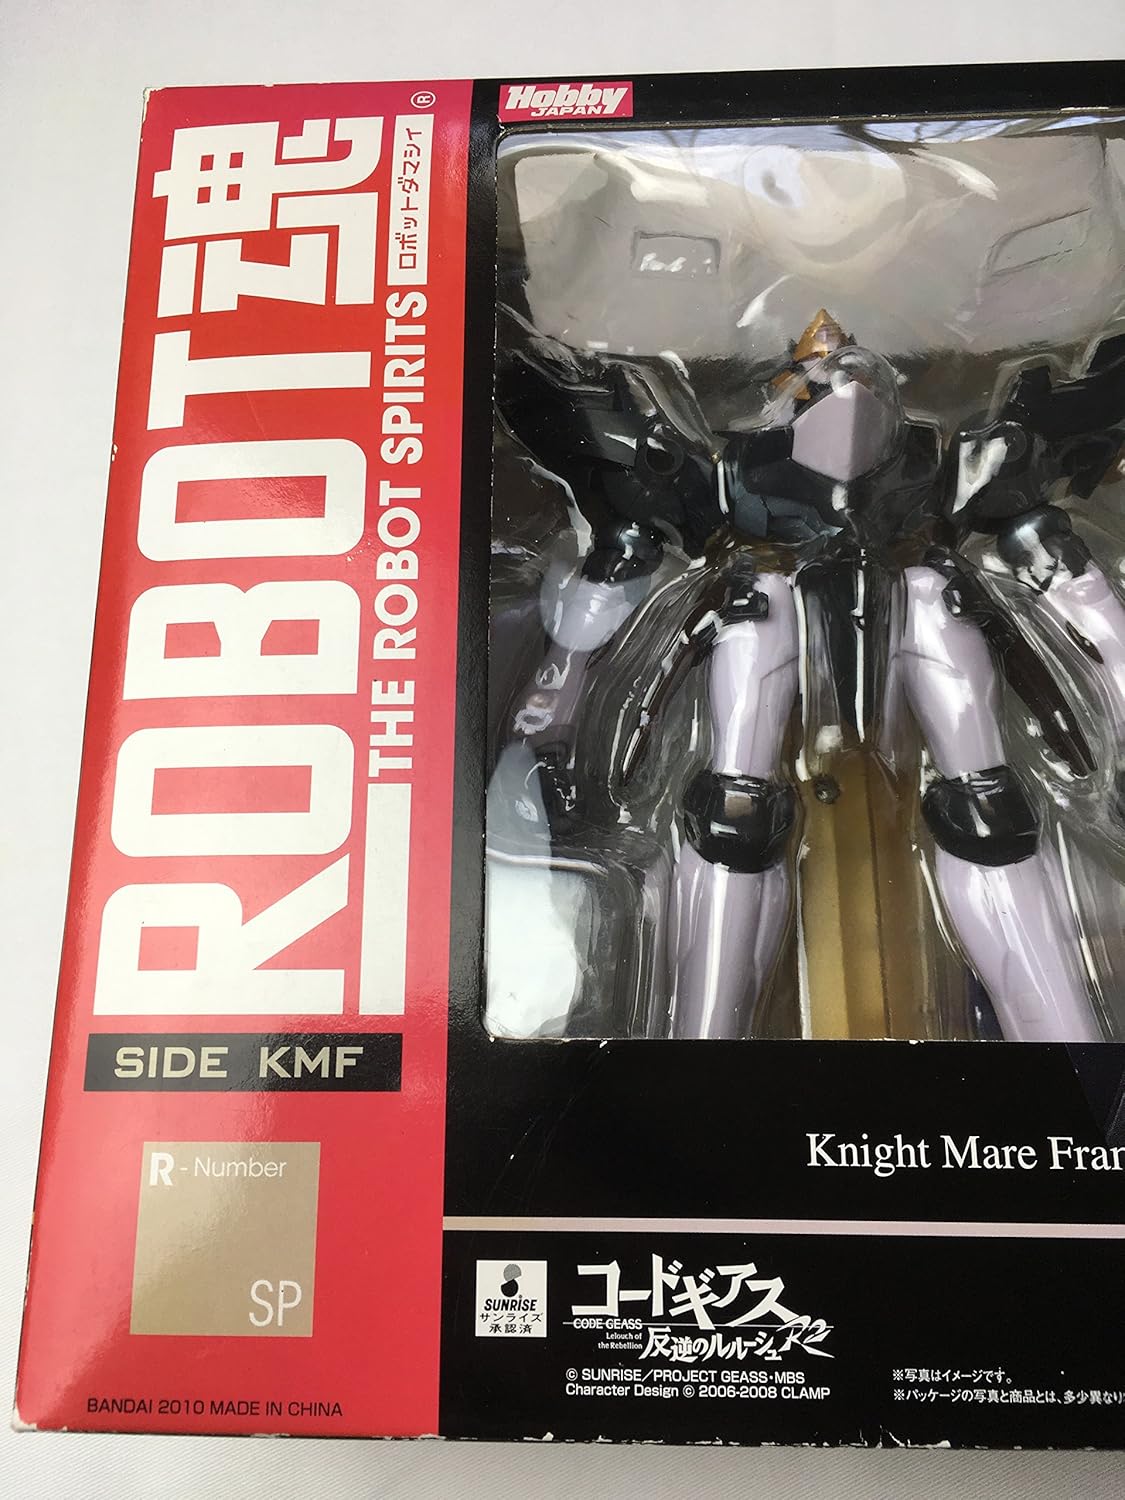 Hobby
JAPAN
ROBOT魂
ロボットダマシイ
®
THE ROBOT SPIRITS
SIDE KMF
R-Number
SP
Knight Mare Fra
SUNRISE
サンライズ
承認済
コードギアス
CODE GEASS
Lelouch of
the Rebellion
反逆のルルーシュ R2
© SUNRISE/PROJECT GEASS・MBS
Character Design © 2006-2008 CLAMP
※写真はイメージです。
※パッケージの写真と商品とは、多少異なり
BANDAI 2010 MADE IN CHINA